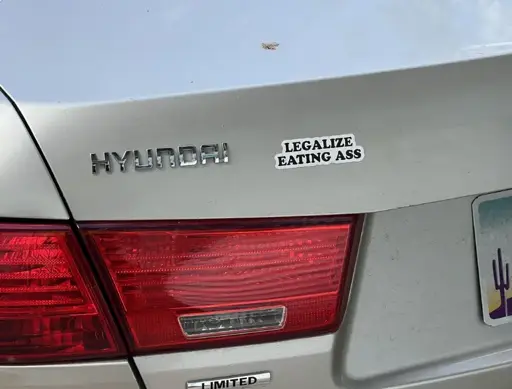 HYUNDAI
LEGALIZE
EATING ASS
LIMITED